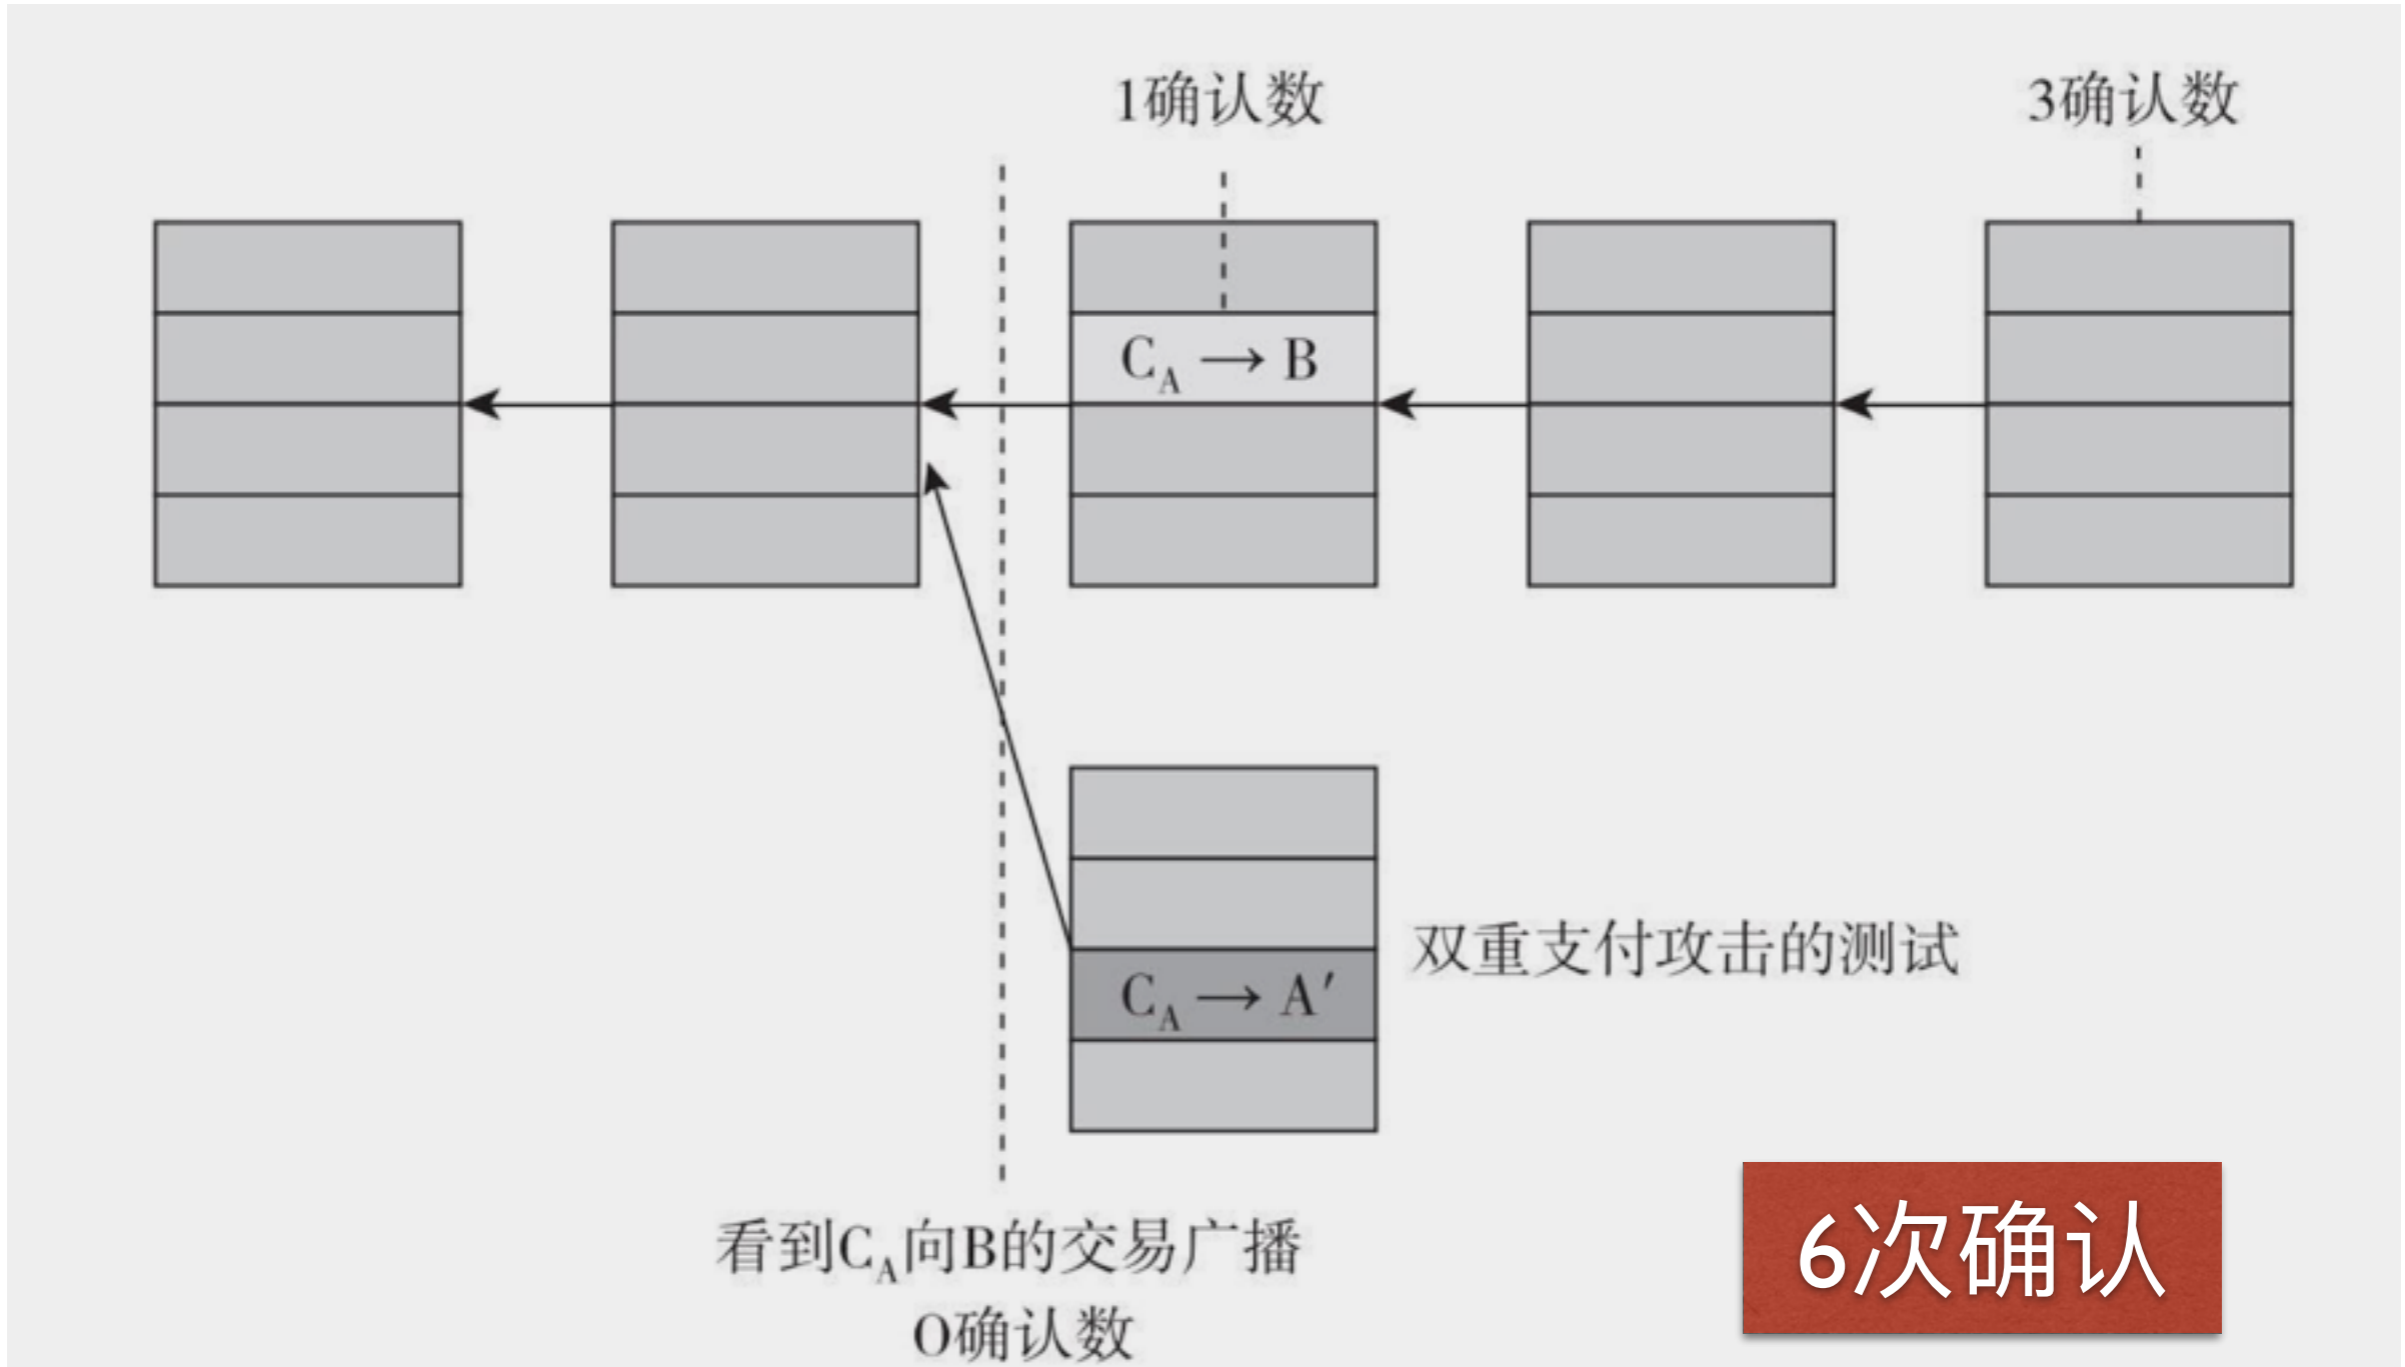 1确认数
3确认数
C_A → B
双重支付攻击的测试
C_A → A′
看到C_A向B的交易广播
0确认数
6次确认